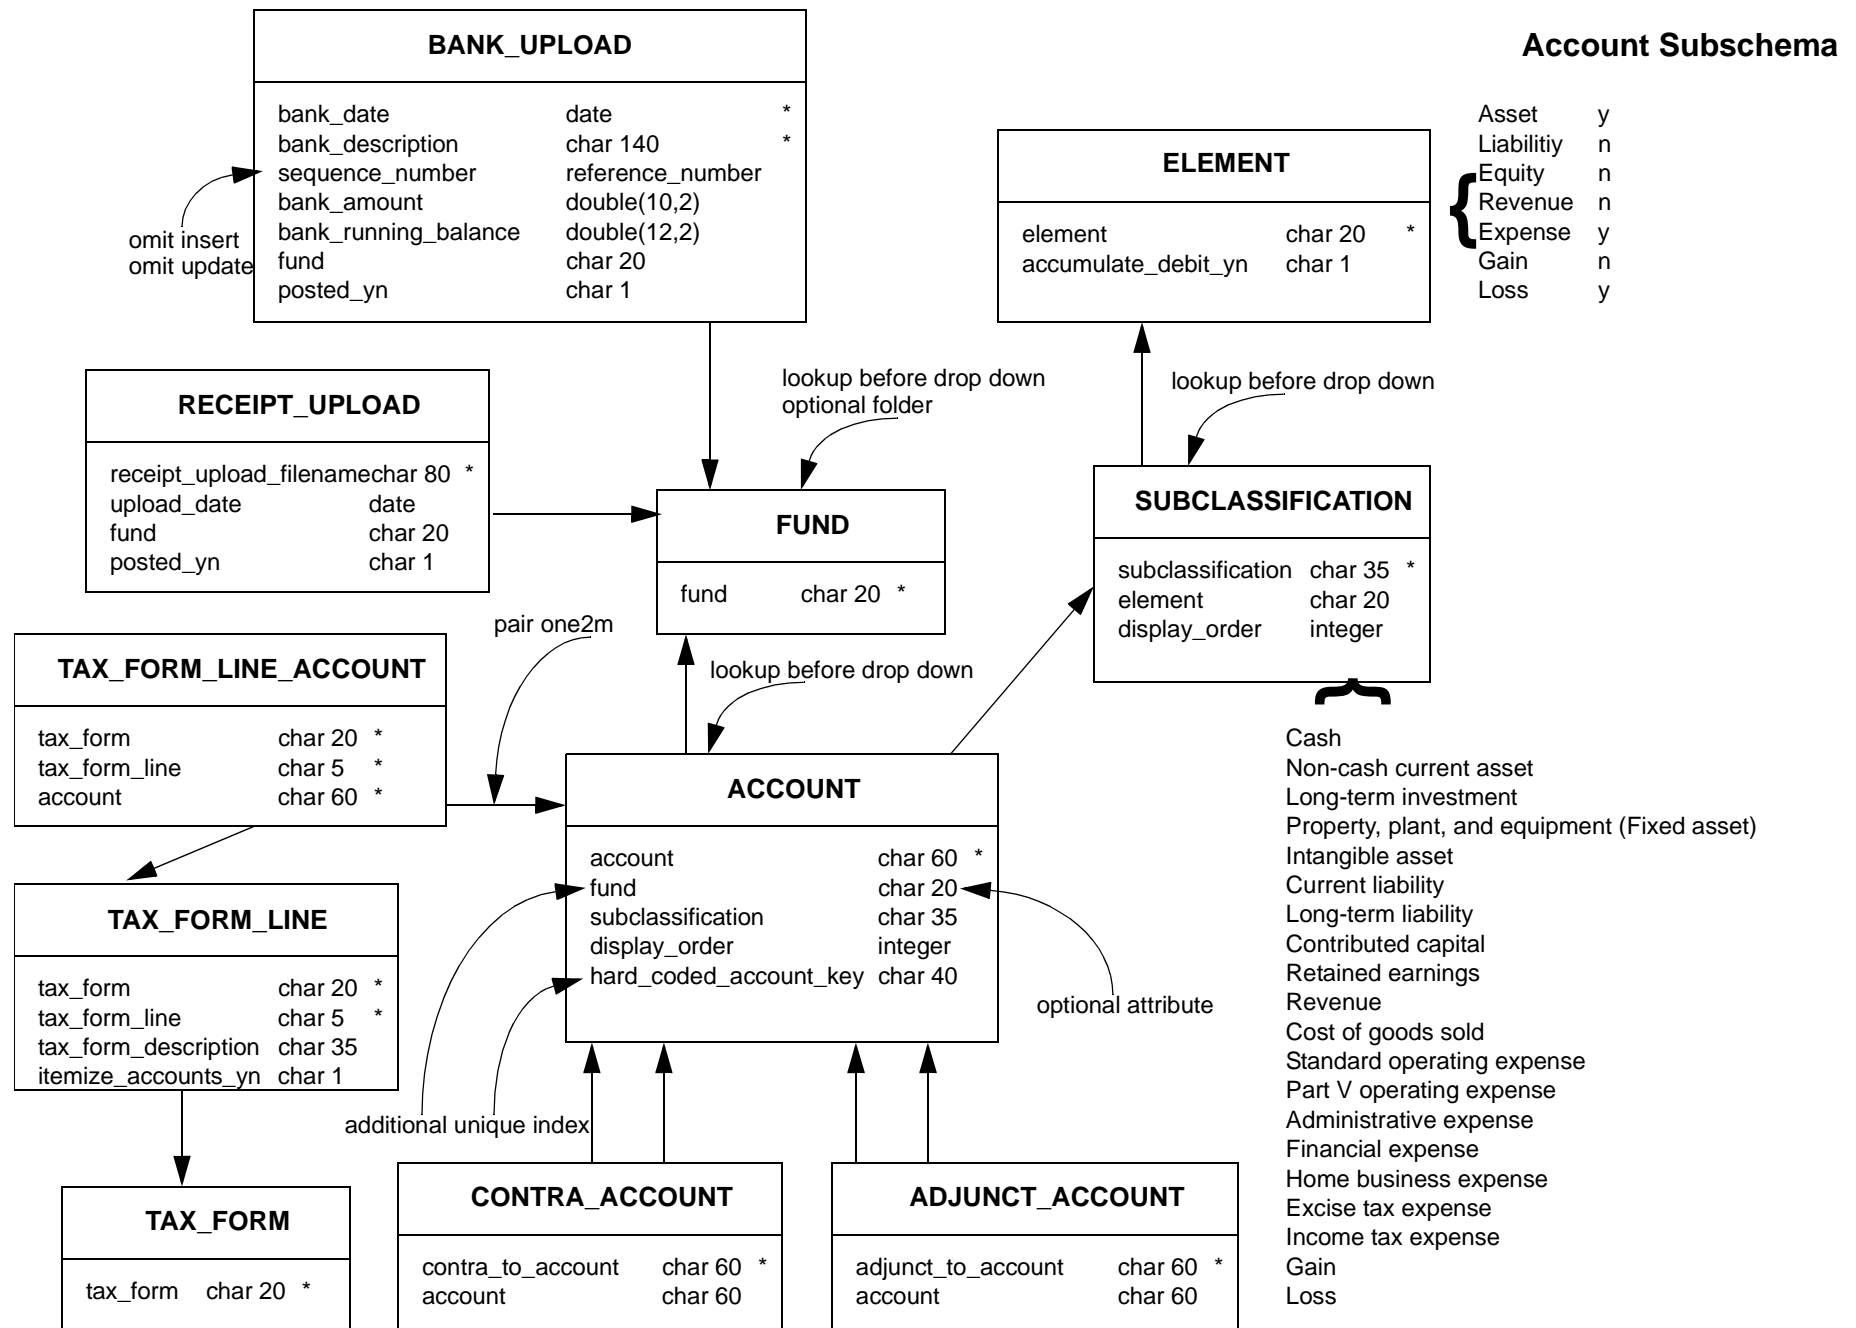 Account Subschema
BANK_UPLOAD
bank_date date *
bank_description char 140 *
sequence_number reference_number
bank_amount double(10,2)
bank_running_balance double(12,2)
fund char 20
posted_yn char 1
omit insert
omit update
ELEMENT
element char 20 *
accumulate_debit_yn char 1
{
Asset y
Liabilitiy n
Equity n
Revenue n
Expense y
Gain n
Loss y
RECEIPT_UPLOAD
receipt_upload_filenamechar 80 *
upload_date date
fund char 20
posted_yn char 1
lookup before drop down
optional folder
lookup before drop down
FUND
fund char 20 *
SUBCLASSIFICATION
subclassification char 35 *
element char 20
display_order integer
{
Cash
Non-cash current asset
Long-term investment
Property, plant, and equipment (Fixed asset)
Intangible asset
Current liability
Long-term liability
Contributed capital
Retained earnings
Revenue
Cost of goods sold
Standard operating expense
Part V operating expense
Administrative expense
Financial expense
Home business expense
Excise tax expense
Income tax expense
Gain
Loss
pair one2m
lookup before drop down
TAX_FORM_LINE_ACCOUNT
tax_form char 20 *
tax_form_line char 5 *
account char 60 *
ACCOUNT
account char 60 *
fund char 20
subclassification char 35
display_order integer
hard_coded_account_key char 40
optional attribute
additional unique index
TAX_FORM_LINE
tax_form char 20 *
tax_form_line char 5 *
tax_form_description char 35
itemize_accounts_yn char 1
TAX_FORM
tax_form char 20 *
CONTRA_ACCOUNT
contra_to_account char 60 *
account char 60
ADJUNCT_ACCOUNT
adjunct_to_account char 60 *
account char 60